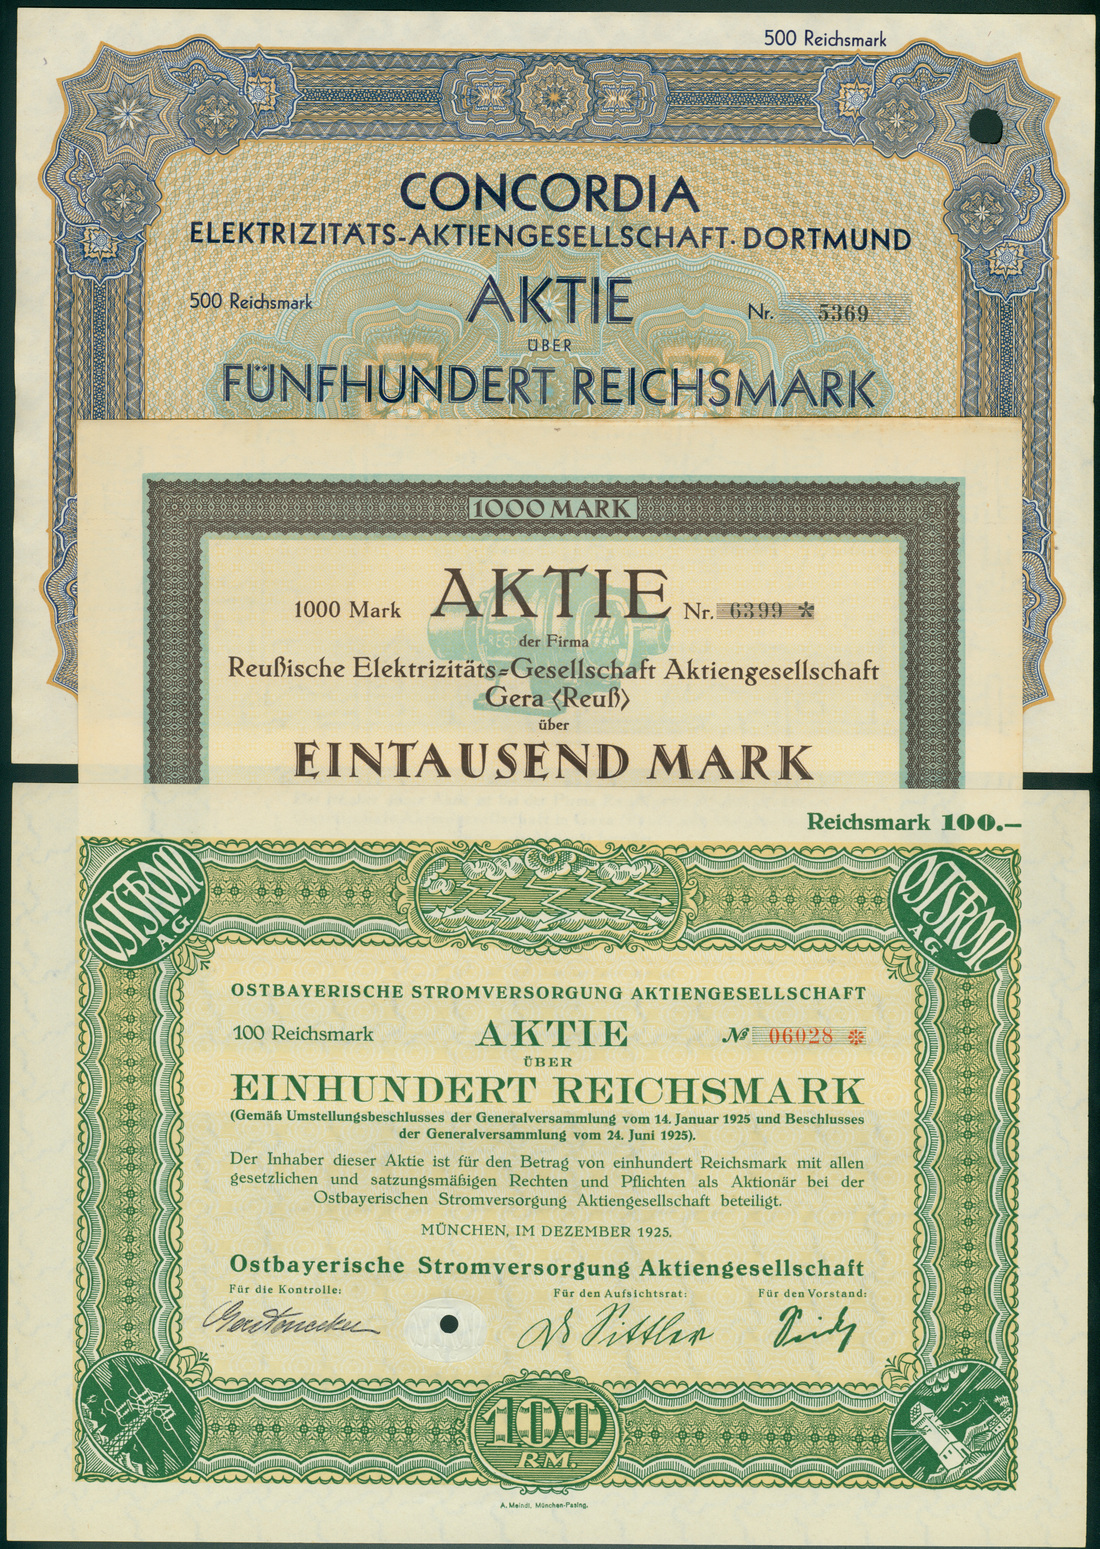 500 Reichsmark
CONCORDIA
ELEKTRIZITÄTS-AKTIENGESELLSCHAFT · DORTMUND
AKTIE
500 Reichsmark
Nr. 5369
ÜBER
FÜNFHUNDERT REICHSMARK
1000 MARK
AKTIE
1000 Mark
Nr. 6399 *
der Firma
Reußische Elektrizitäts=Gesellschaft Aktiengesellschaft
Gera (Reuß)
über
EINTAUSEND MARK
Reichsmark 100.—
OSTSTROM A.G.
OSTSTROM A.G.
OSTBAYERISCHE STROMVERSORGUNG AKTIENGESELLSCHAFT
100 Reichsmark AKTIE № 06028 *
ÜBER
EINHUNDERT REICHSMARK
(Gemäß Umstellungsbeschlusses der Generalversammlung vom 14. Januar 1925 und Beschlusses
der Generalversammlung vom 24. Juni 1925).
Der Inhaber dieser Aktie ist für den Betrag von einhundert Reichsmark mit allen
gesetzlichen und satzungsmäßigen Rechten und Pflichten als Aktionär bei der
Ostbayerischen Stromversorgung Aktiengesellschaft beteiligt.
MÜNCHEN, IM DEZEMBER 1925.
Ostbayerische Stromversorgung Aktiengesellschaft
Für die Kontrolle: Für den Aufsichtsrat: Für den Vorstand:
100
RM.
A. Meindl, München-Pasing.